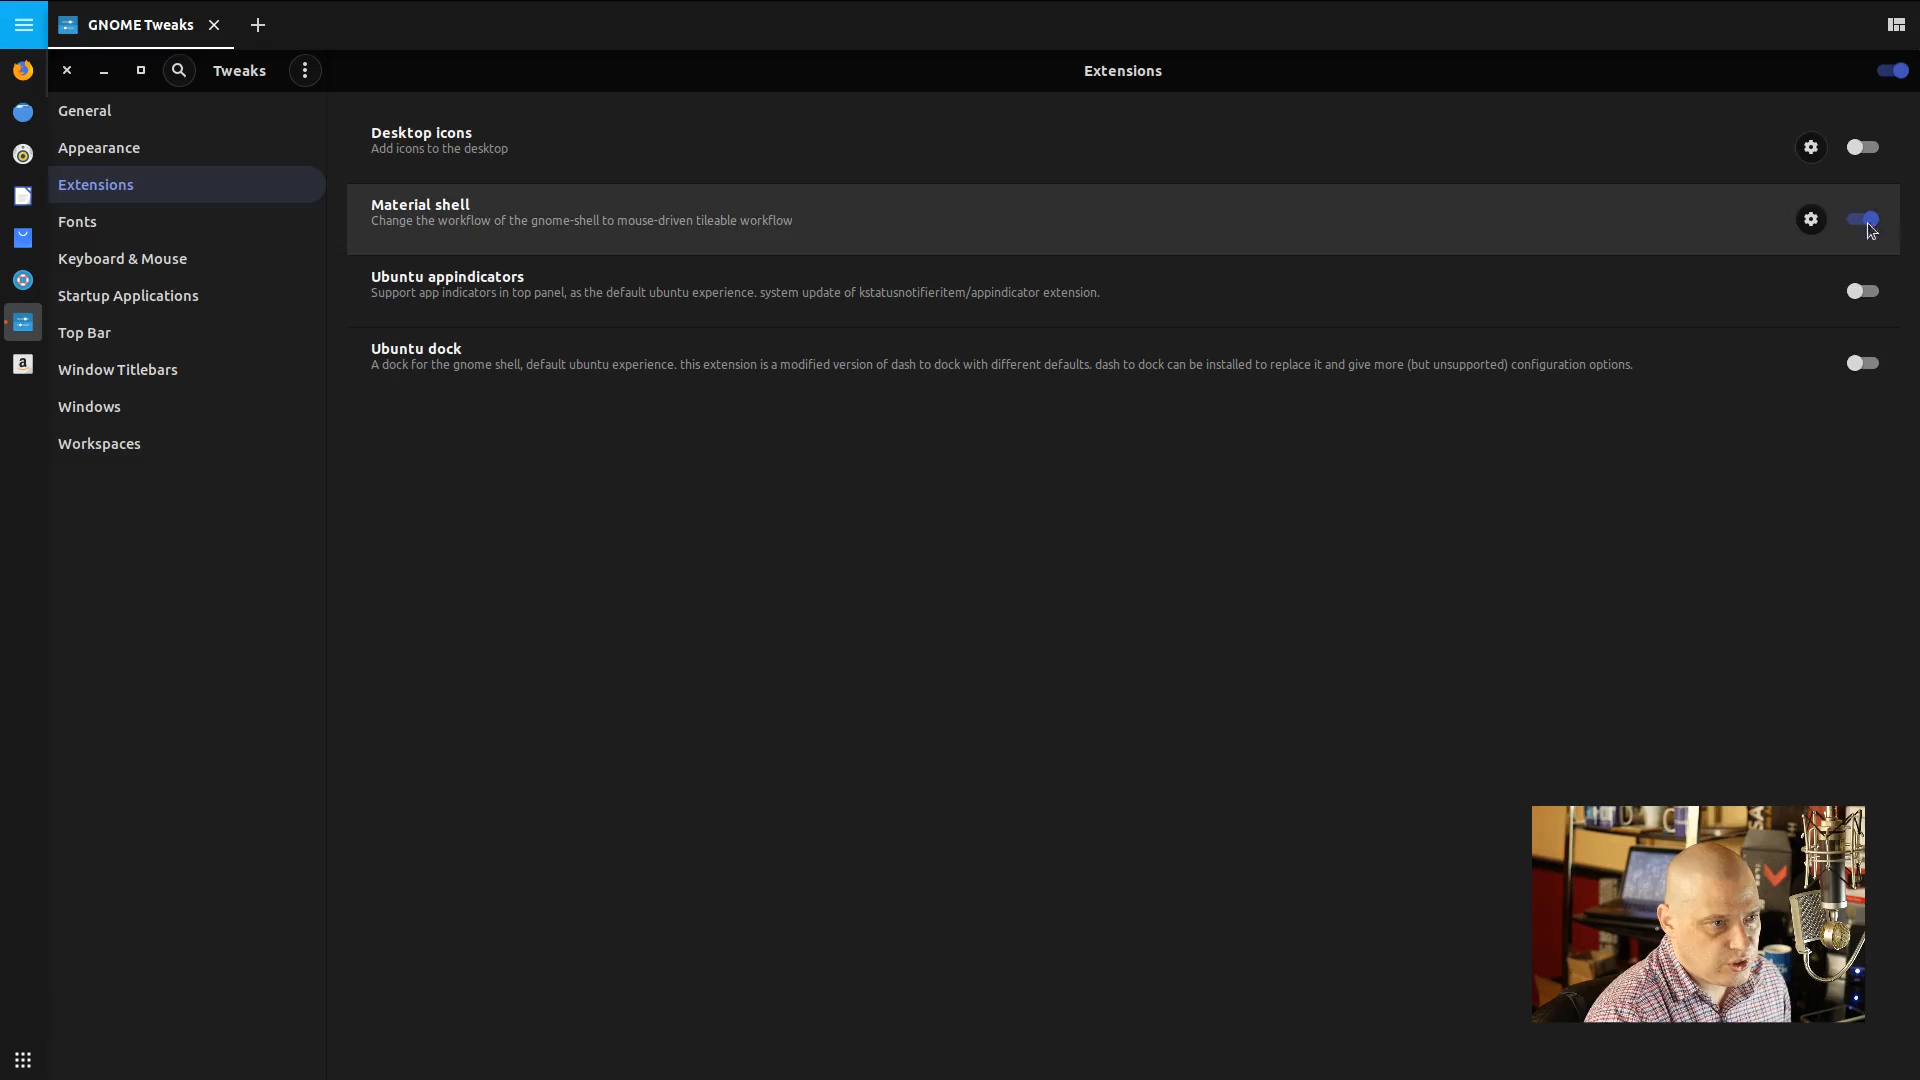 GNOME Tweaks
Tweaks
Extensions
General
Appearance
Extensions
Fonts
Keyboard & Mouse
Startup Applications
Top Bar
Window Titlebars
Windows
Workspaces
Desktop icons
Add icons to the desktop
Material shell
Change the workflow of the gnome-shell to mouse-driven tileable workflow
Ubuntu appindicators
Support app indicators in top panel, as the default ubuntu experience. system update of kstatusnotifieritem/appindicator extension.
Ubuntu dock
A dock for the gnome shell, default ubuntu experience. this extension is a modified version of dash to dock with different defaults. dash to dock can be installed to replace it and give more (but unsupported) configuration options.
a